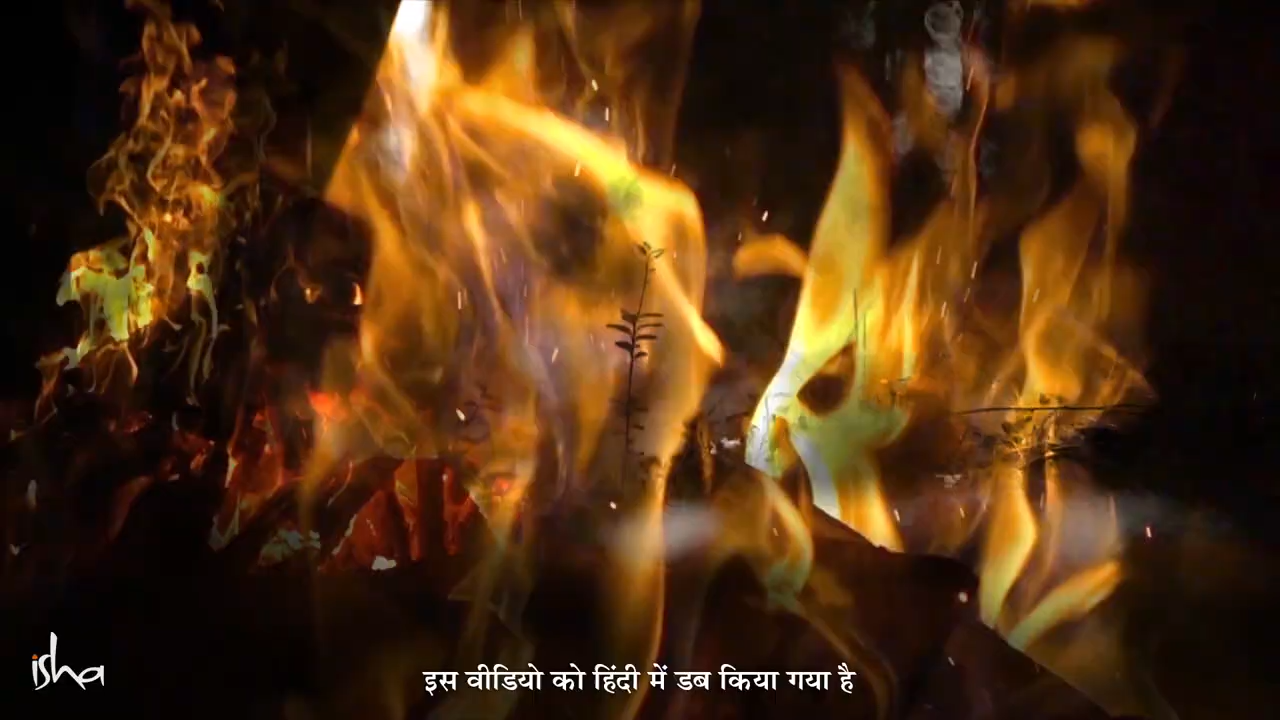 isha
इस वीडियो को हिंदी में डब किया गया है